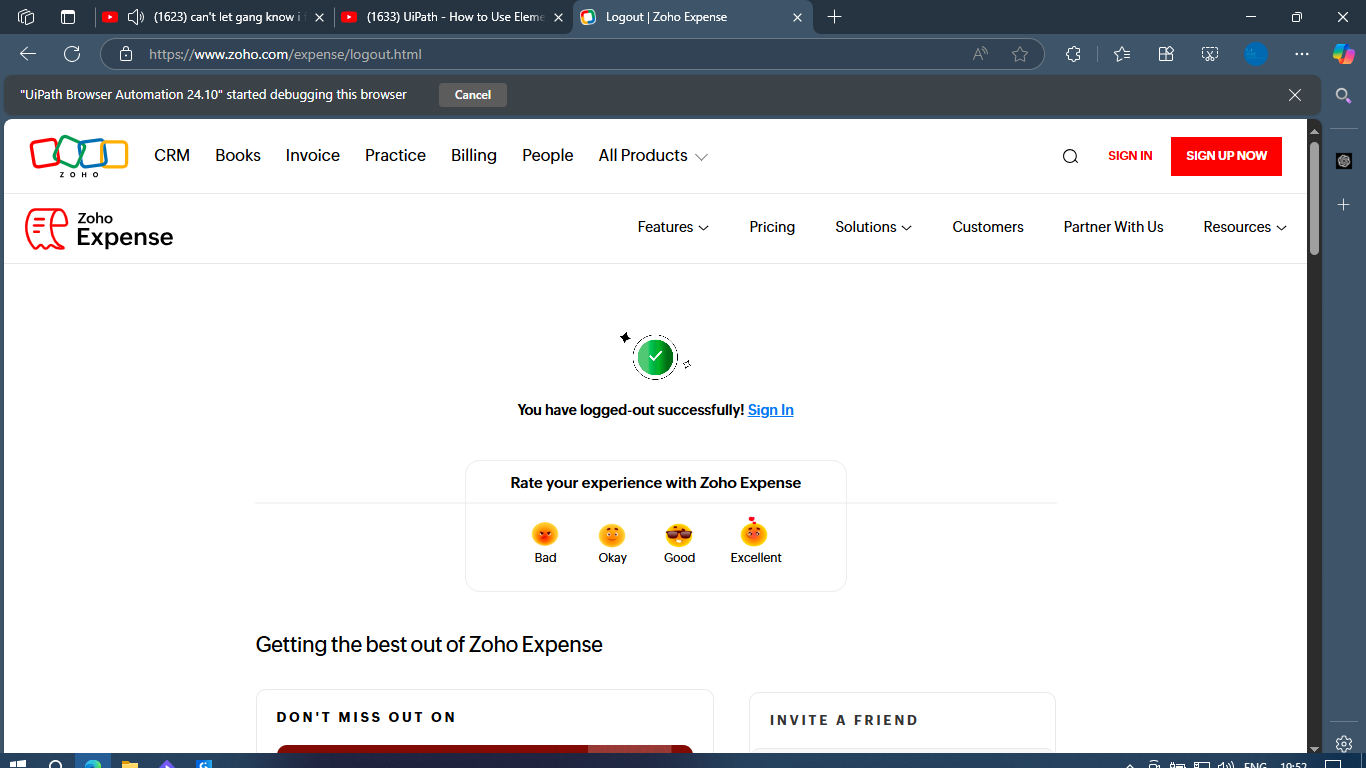 (1623) can't let gang know i
(1633) UiPath - How to Use Eleme
Logout | Zoho Expense
https://www.zoho.com/expense/logout.html
"UiPath Browser Automation 24.10" started debugging this browser
Cancel
ZOHO
CRM
Books
Invoice
Practice
Billing
People
All Products
SIGN IN
SIGN UP NOW
Zoho
Expense
Features
Pricing
Solutions
Customers
Partner With Us
Resources
You have logged-out successfully! Sign In
Rate your experience with Zoho Expense
Bad
Okay
Good
Excellent
Getting the best out of Zoho Expense
DON'T MISS OUT ON
INVITE A FRIEND
ENG
19:52